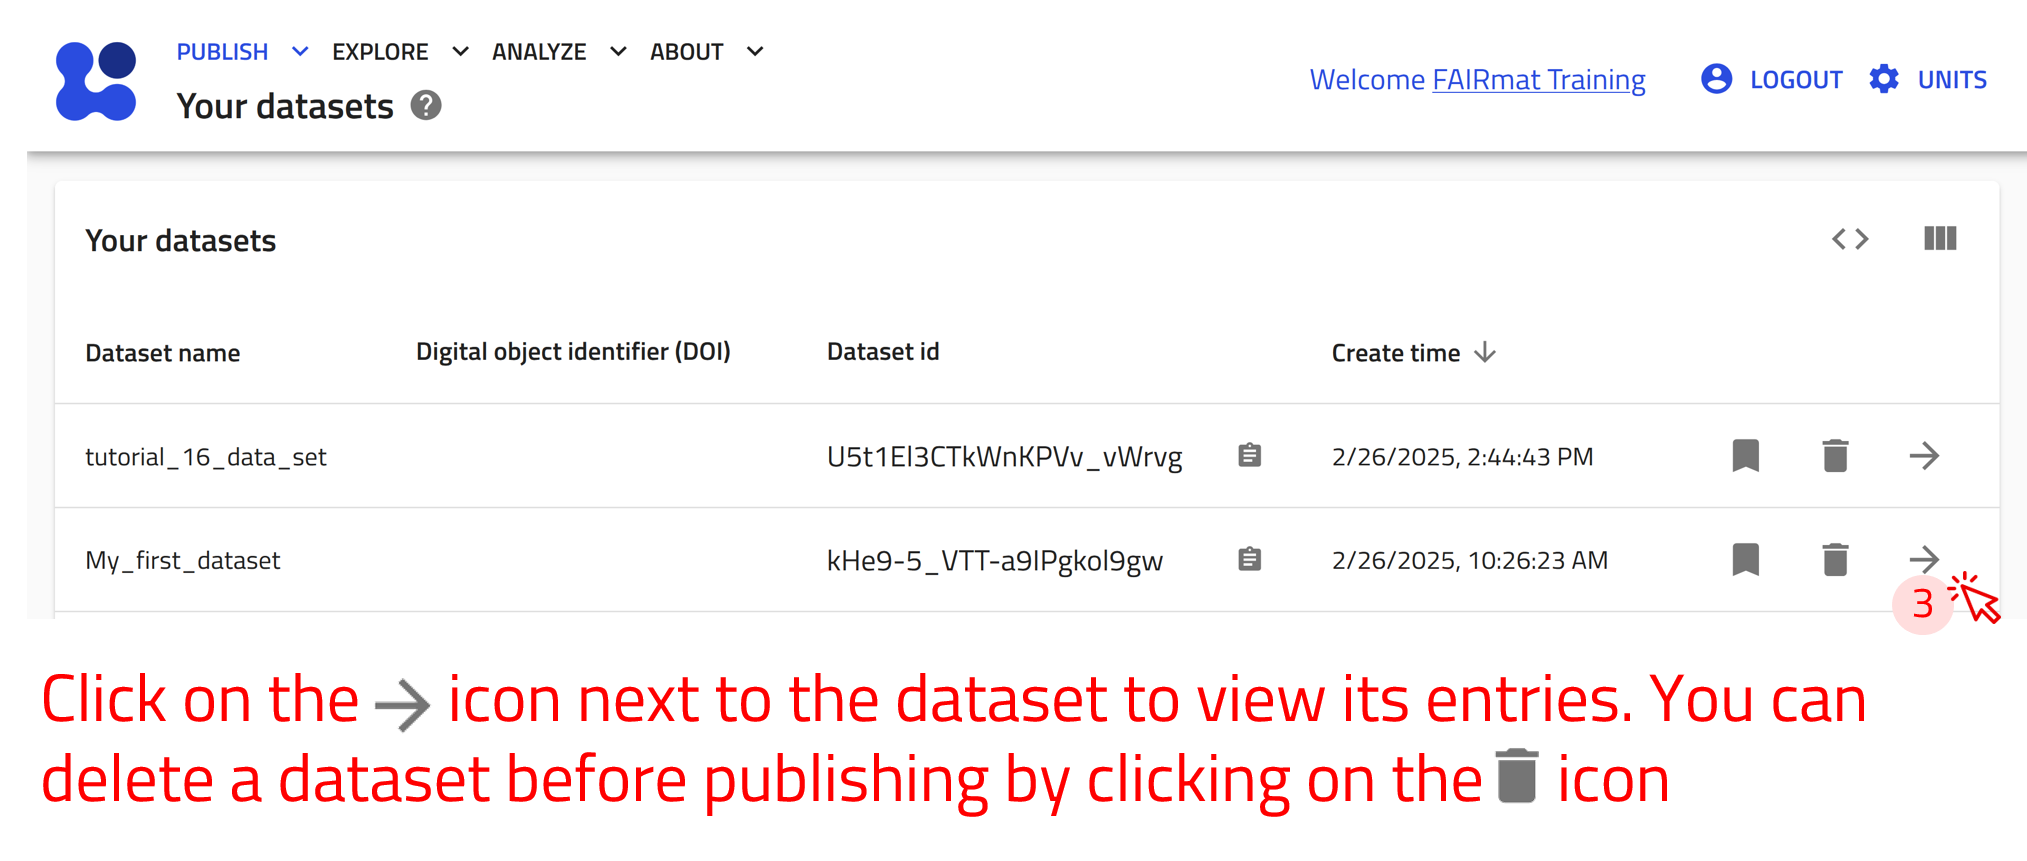 PUBLISH EXPLORE ANALYZE ABOUT
Your datasets ?
Welcome FAIRmat Training LOGOUT UNITS
Your datasets
Dataset name Digital object identifier (DOI) Dataset id Create time
tutorial_16_data_set U5t1El3CTkWnKPVv_vWrvg 2/26/2025, 2:44:43 PM
My_first_dataset kHe9-5_VTT-a9IPgkol9gw 2/26/2025, 10:26:23 AM
3
Click on the icon next to the dataset to view its entries. You can
delete a dataset before publishing by clicking on the icon